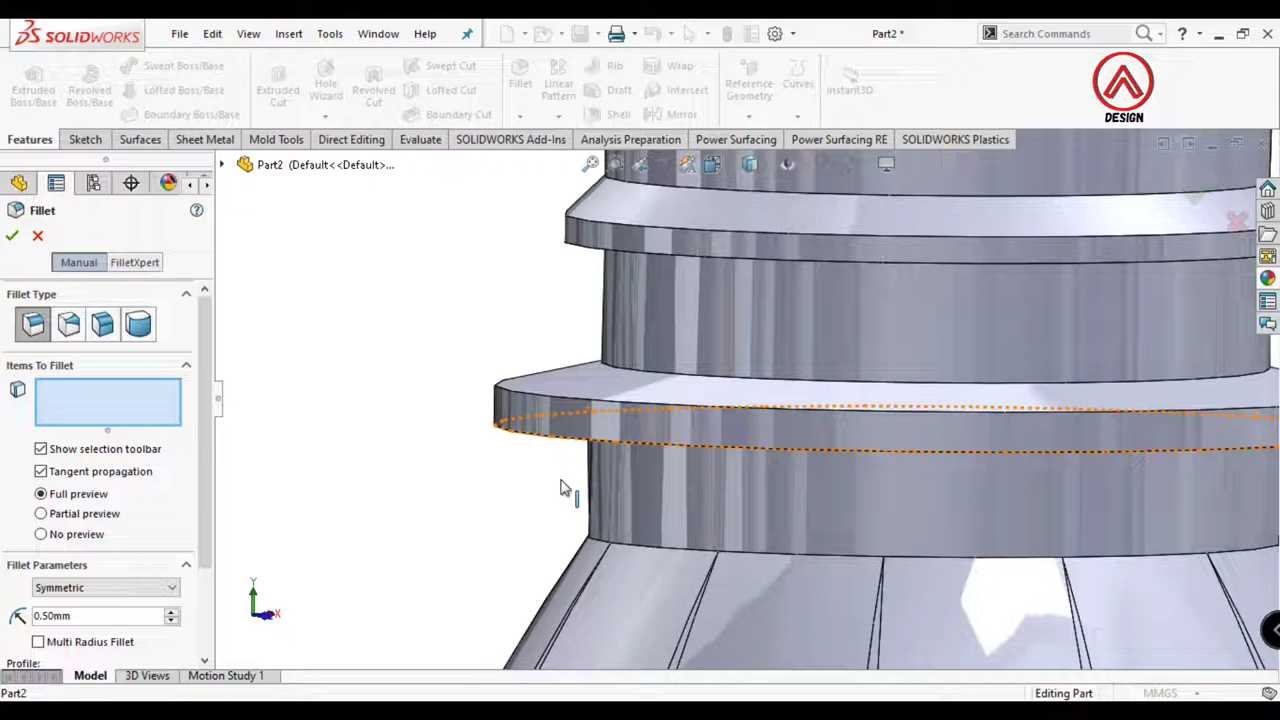 SOLIDWORKS File Edit View Insert Tools Window Help Part2 * Search Commands ?
Extruded Boss/Base
Revolved Boss/Base
Swept Boss/Base
Lofted Boss/Base
Boundary Boss/Base
Extruded Cut
Hole Wizard
Revolved Cut
Swept Cut
Lofted Cut
Boundary Cut
Fillet
Linear Pattern
Rib
Draft
Shell
Wrap
Intersect
Mirror
Reference Geometry
Curves
Instant3D
DESIGN
Features Sketch Surfaces Sheet Metal Mold Tools Direct Editing Evaluate SOLIDWORKS Add-Ins Analysis Preparation Power Surfacing Power Surfacing RE SOLIDWORKS Plastics
Part2 (Default<<Default>...
Fillet
Manual FilletXpert
Fillet Type
Items To Fillet
Show selection toolbar
Tangent propagation
Full preview
Partial preview
No preview
Fillet Parameters
Symmetric
0.50mm
Multi Radius Fillet
Profile:
Y
X
Model 3D Views Motion Study 1
Part2 Editing Part MMGS